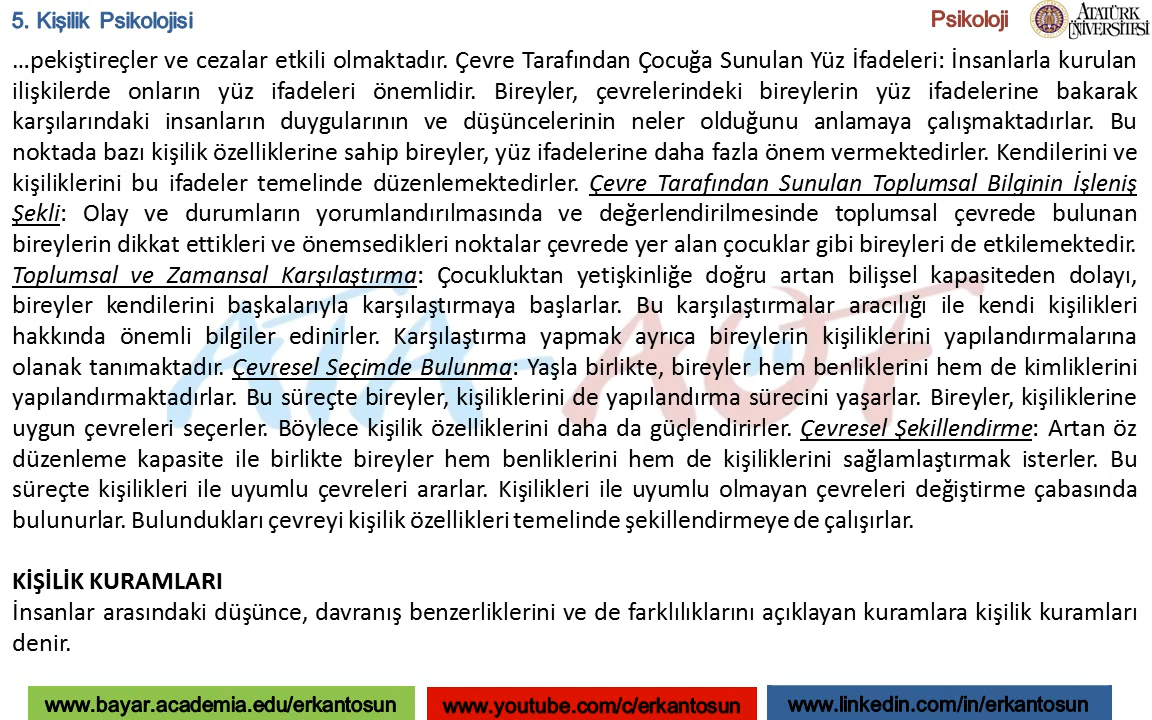 5. Kişilik Psikolojisi
Psikoloji
ATATÜRK
ÜNİVERSİTESİ
...pekiştireçler ve cezalar etkili olmaktadır. Çevre Tarafından Çocuğa Sunulan Yüz İfadeleri: İnsanlarla kurulan
ilişkilerde onların yüz ifadeleri önemlidir. Bireyler, çevrelerindeki bireylerin yüz ifadelerine bakarak
karşılarındaki insanların duygularının ve düşüncelerinin neler olduğunu anlamaya çalışmaktadırlar. Bu
noktada bazı kişilik özelliklerine sahip bireyler, yüz ifadelerine daha fazla önem vermektedirler. Kendilerini ve
kişiliklerini bu ifadeler temelinde düzenlemektedirler. Çevre Tarafından Sunulan Toplumsal Bilginin İşleniş
Şekli: Olay ve durumların yorumlandırılmasında ve değerlendirilmesinde toplumsal çevrede bulunan
bireylerin dikkat ettikleri ve önemsedikleri noktalar çevrede yer alan çocuklar gibi bireyleri de etkilemektedir.
Toplumsal ve Zamansal Karşılaştırma: Çocukluktan yetişkinliğe doğru artan bilişsel kapasiteden dolayı,
bireyler kendilerini başkalarıyla karşılaştırmaya başlarlar. Bu karşılaştırmalar aracılığı ile kendi kişilikleri
hakkında önemli bilgiler edinirler. Karşılaştırma yapmak ayrıca bireylerin kişiliklerini yapılandırmalarına
olanak tanımaktadır. Çevresel Seçimde Bulunma: Yaşla birlikte, bireyler hem benliklerini hem de kimliklerini
yapılandırmaktadırlar. Bu süreçte bireyler, kişiliklerini de yapılandırma sürecini yaşarlar. Bireyler, kişiliklerine
uygun çevreleri seçerler. Böylece kişilik özelliklerini daha da güçlendirirler. Çevresel Şekillendirme: Artan öz
düzenleme kapasite ile birlikte bireyler hem benliklerini hem de kişiliklerini sağlamlaştırmak isterler. Bu
süreçte kişilikleri ile uyumlu çevreleri ararlar. Kişilikleri ile uyumlu olmayan çevreleri değiştirme çabasında
bulunurlar. Bulundukları çevreyi kişilik özellikleri temelinde şekillendirmeye de çalışırlar.
ATA-AÖF
KİŞİLİK KURAMLARI
İnsanlar arasındaki düşünce, davranış benzerliklerini ve de farklılıklarını açıklayan kuramlara kişilik kuramları
denir.
www.bayar.academia.edu/erkantosun
www.youtube.com/c/erkantosun
www.linkedin.com/in/erkantosun